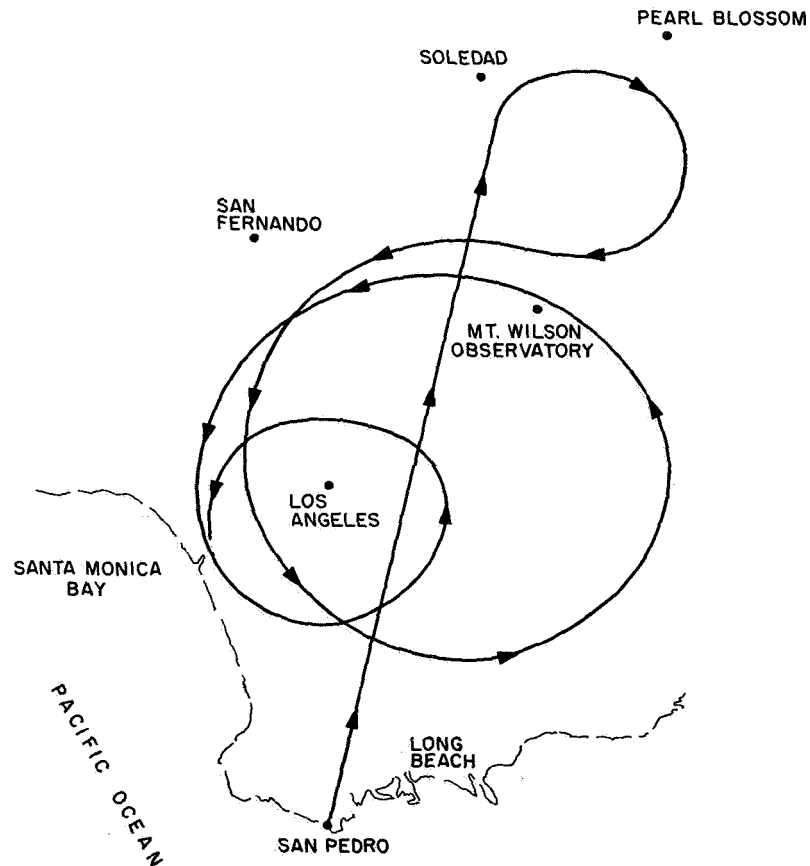 PEARL BLOSSOM
SOLEDAD
SAN
FERNANDO
MT. WILSON
OBSERVATORY
LOS
ANGELES
SANTA MONICA
BAY
PACIFIC OCEAN
LONG
BEACH
SAN PEDRO